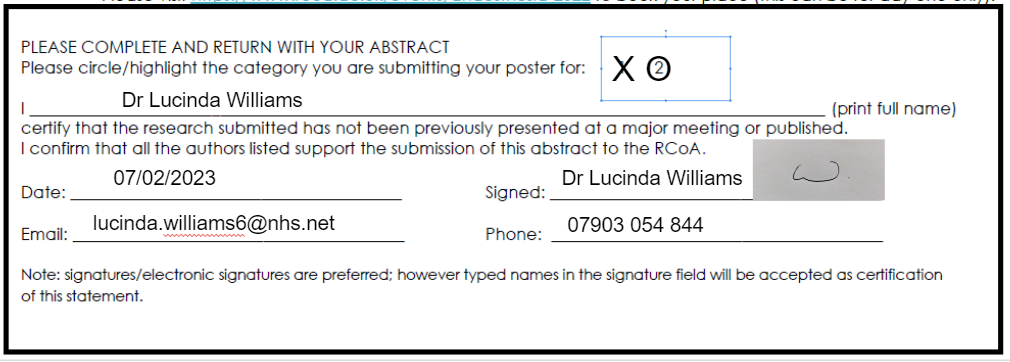 PLEASE COMPLETE AND RETURN WITH YOUR ABSTRACT
Please circle/highlight the category you are submitting your poster for: X ②
I Dr Lucinda Williams (print full name)
certify that the research submitted has not been previously presented at a major meeting or published.
I confirm that all the authors listed support the submission of this abstract to the RCoA.
Date: 07/02/2023 Signed: Dr Lucinda Williams
Email: lucinda.williams6@nhs.net Phone: 07903 054 844
Note: signatures/electronic signatures are preferred; however typed names in the signature field will be accepted as certification
of this statement.